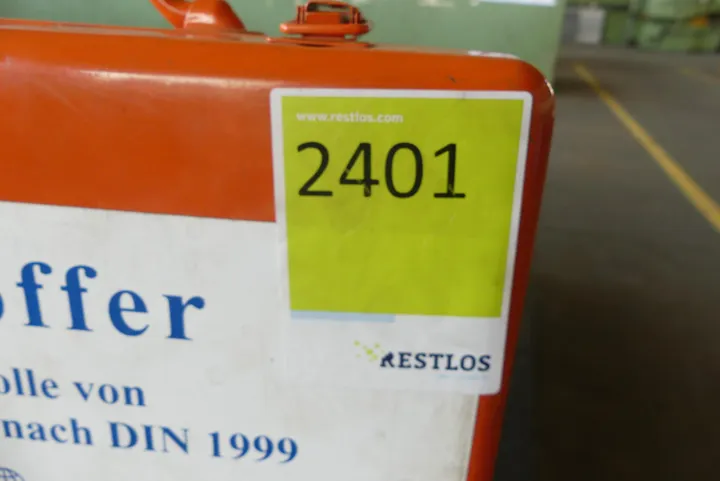 www.restlos.com
2401
RESTLOS
offer
olle von
nach DIN 1999